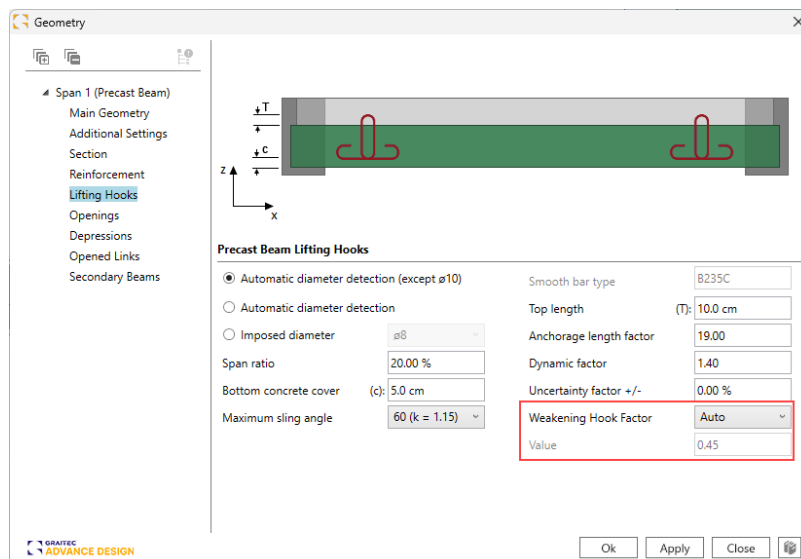 Geometry
Span 1 (Precast Beam)
Main Geometry
Additional Settings
Section
Reinforcement
Lifting Hooks
Openings
Depressions
Opened Links
Secondary Beams
T
c
z
x
Precast Beam Lifting Hooks
Automatic diameter detection (except ø10)
Automatic diameter detection
Imposed diameter ø8
Span ratio 20.00 %
Bottom concrete cover (c): 5.0 cm
Maximum sling angle 60 (k = 1.15)
Smooth bar type B235C
Top length (T): 10.0 cm
Anchorage length factor 19.00
Dynamic factor 1.40
Uncertainty factor +/- 0.00 %
Weakening Hook Factor Auto
Value 0.45
GRAITEC
ADVANCE DESIGN
Ok Apply Close